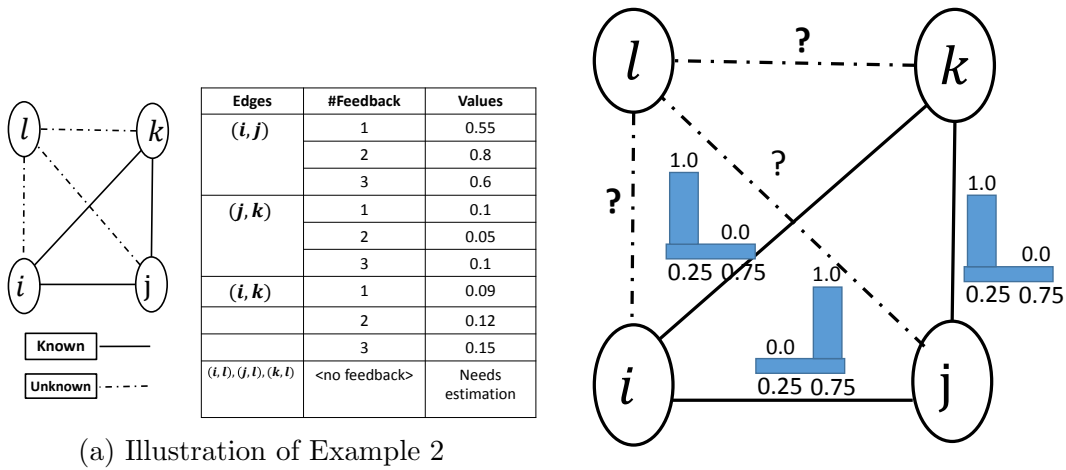 l k
i j
Known
Unknown
Edges #Feedback Values
(i, j) 1 0.55
2 0.8
3 0.6
(j, k) 1 0.1
2 0.05
3 0.1
(i, k) 1 0.09
2 0.12
3 0.15
(i, l), (j, l), (k, l) <no feedback> Needs
estimation
(a) Illustration of Example 2
l ? k
?
?
1.0
0.0
0.25 0.75
1.0
0.0
0.25 0.75
1.0
0.0
0.25 0.75
i j